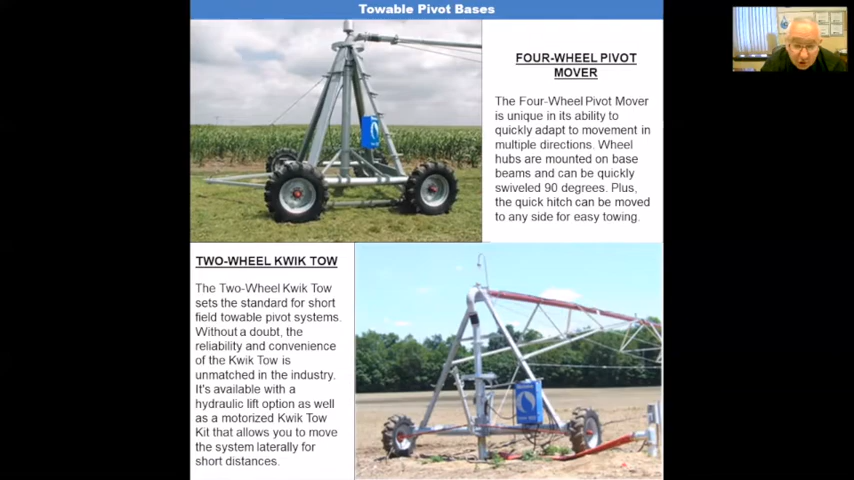 Towable Pivot Bases
FOUR-WHEEL PIVOT
MOVER
The Four-Wheel Pivot Mover
is unique in its ability to
quickly adapt to movement in
multiple directions. Wheel
hubs are mounted on base
beams and can be quickly
swiveled 90 degrees. Plus,
the quick hitch can be moved
to any side for easy towing.
TWO-WHEEL KWIK TOW
The Two-Wheel Kwik Tow
sets the standard for short
field towable pivot systems.
Without a doubt, the
reliability and convenience
of the Kwik Tow is
unmatched in the industry.
It's available with a
hydraulic lift option as well
as a motorized Kwik Tow
Kit that allows you to move
the system laterally for
short distances.